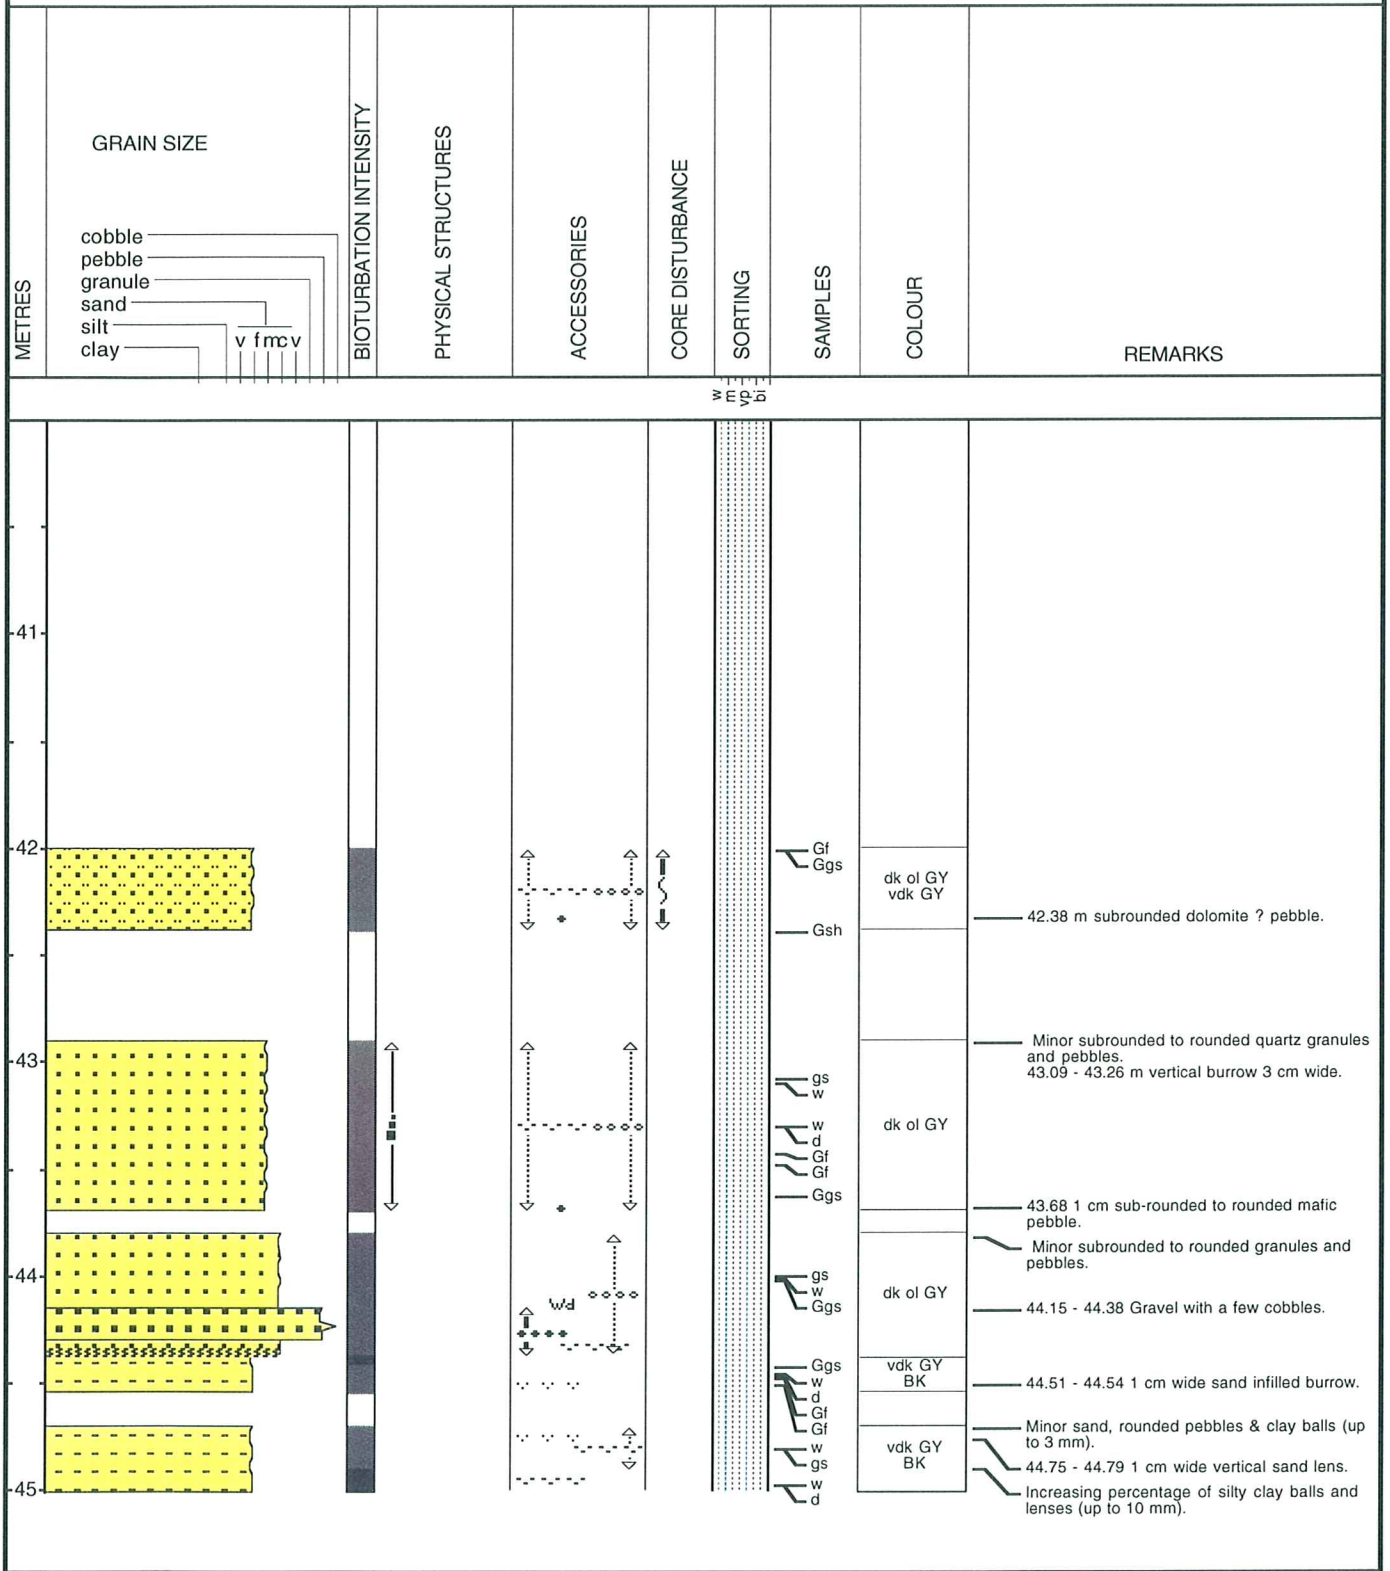 GRAIN SIZE
cobble
pebble
granule
sand
silt
v f m c v
clay
METRES
BIOTURBATION INTENSITY
PHYSICAL STRUCTURES
ACCESSORIES
CORE DISTURBANCE
SORTING
SAMPLES
COLOUR
REMARKS
w
m
vp
bi
41
42
Gf
Ggs
dk ol GY
vdk GY
42.38 m subrounded dolomite ? pebble.
Gsh
Minor subrounded to rounded quartz granules
and pebbles.
43
43.09 - 43.26 m vertical burrow 3 cm wide.
gs
w
w
dk ol GY
d
Gf
Gf
Ggs
43.68 1 cm sub-rounded to rounded mafic
pebble.
Minor subrounded to rounded granules and
pebbles.
44
gs
w
dk ol GY
Ggs
44.15 - 44.38 Gravel with a few cobbles.
Ggs
vdk GY
w
BK
44.51 - 44.54 1 cm wide sand infilled burrow.
d
Gf
Gf
Minor sand, rounded pebbles & clay balls (up
to 3 mm).
w
vdk GY
gs
BK
44.75 - 44.79 1 cm wide vertical sand lens.
45
w
Increasing percentage of silty clay balls and
d
lenses (up to 10 mm).